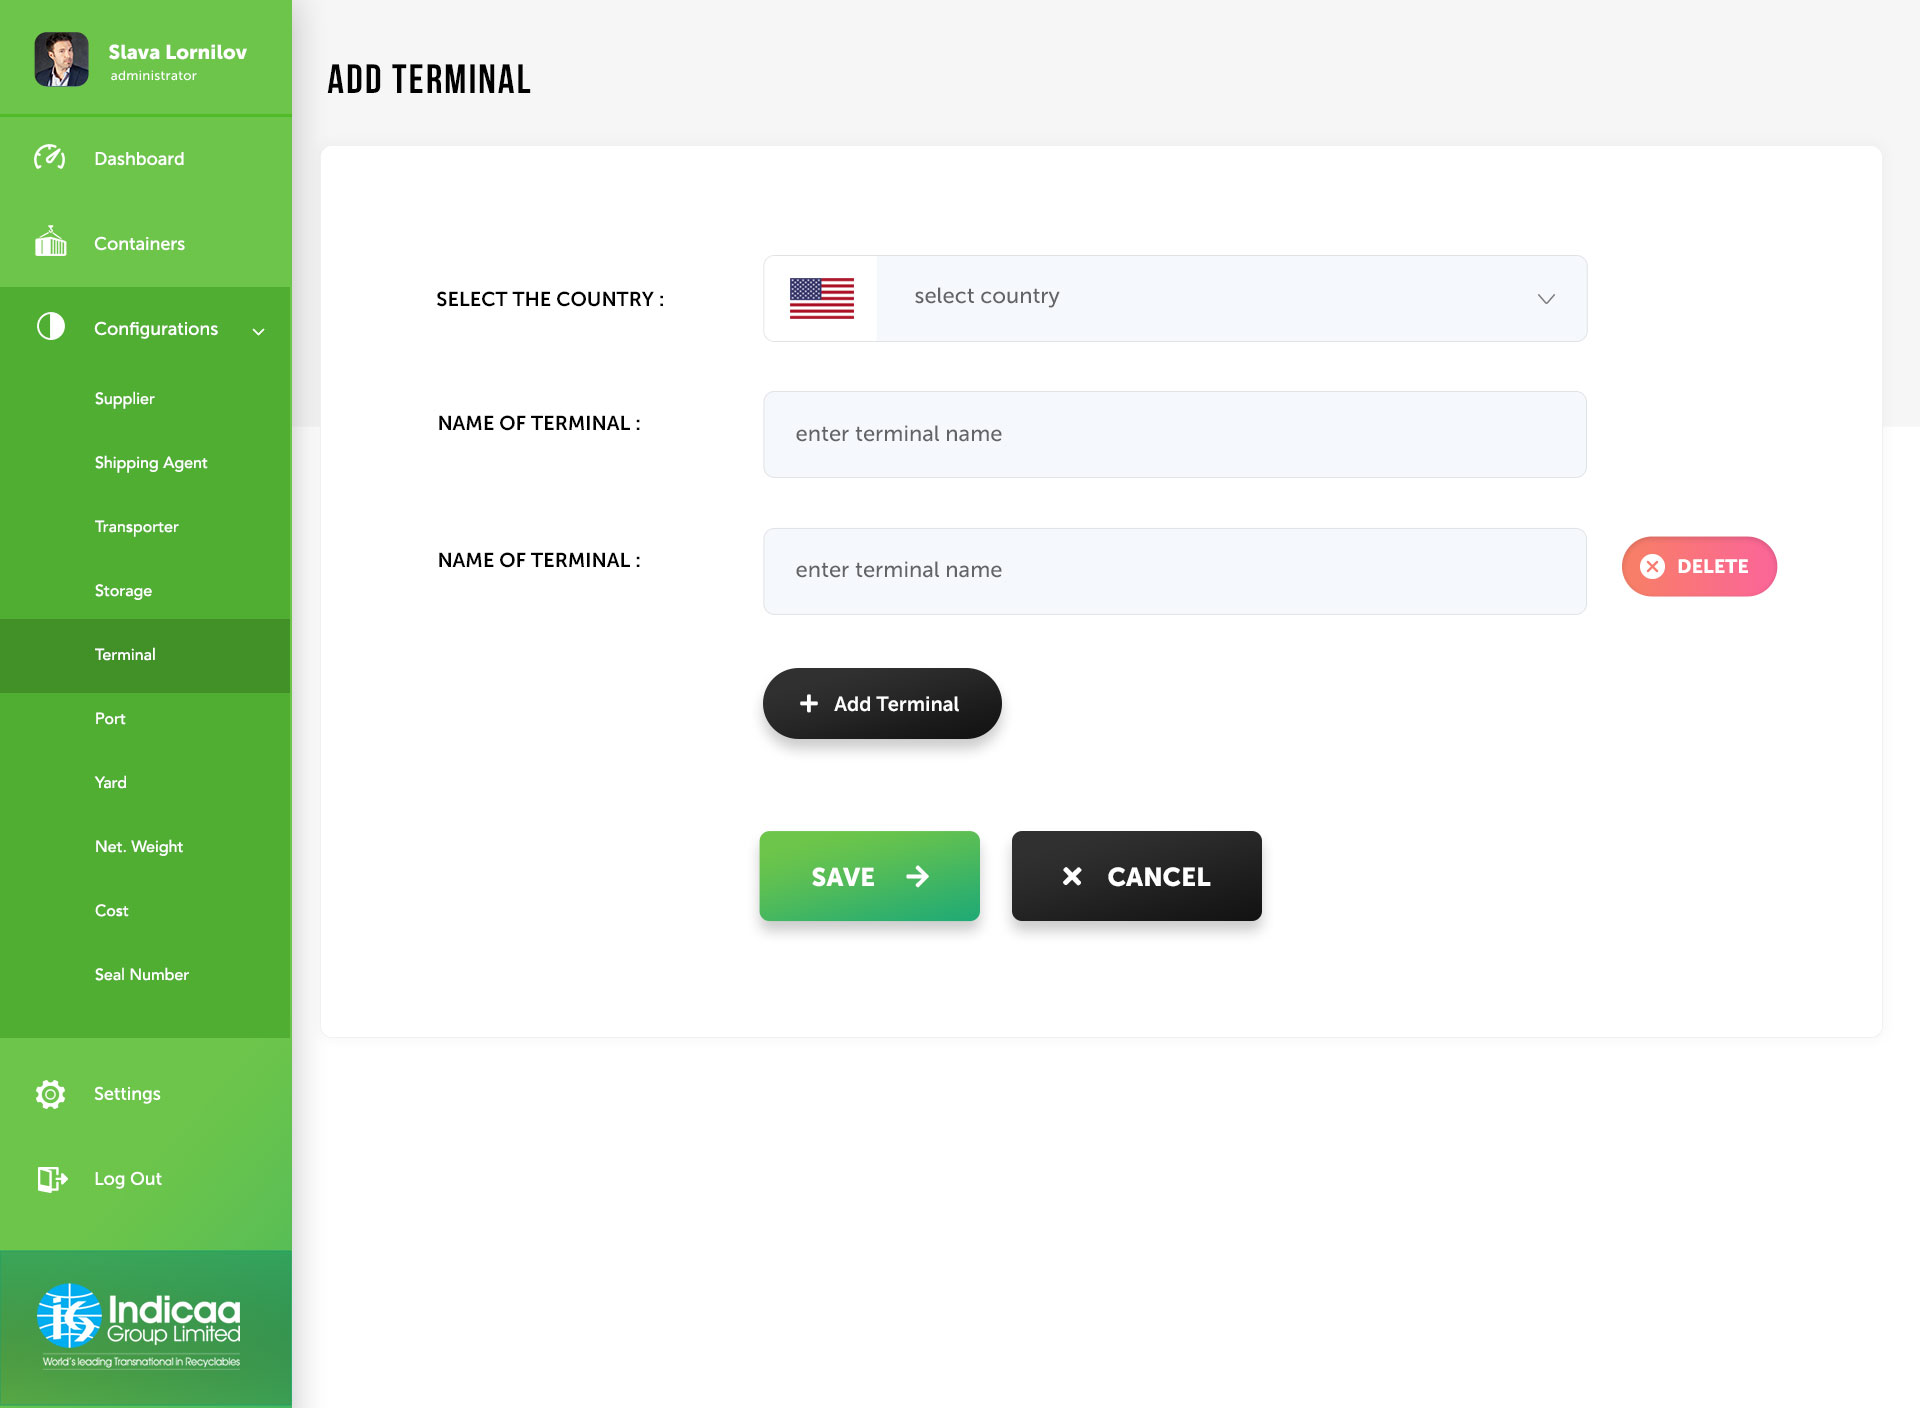 Slava Lornilov
administrator
Dashboard
Containers
Configurations
Supplier
Shipping Agent
Transporter
Storage
Terminal
Port
Yard
Net. Weight
Cost
Seal Number
Settings
Log Out
iks
Indicaa
Group Limited
World's leading Transnational in Recyclables
ADD TERMINAL
SELECT THE COUNTRY :
select country
NAME OF TERMINAL :
enter terminal name
NAME OF TERMINAL :
enter terminal name
DELETE
Add Terminal
SAVE
CANCEL